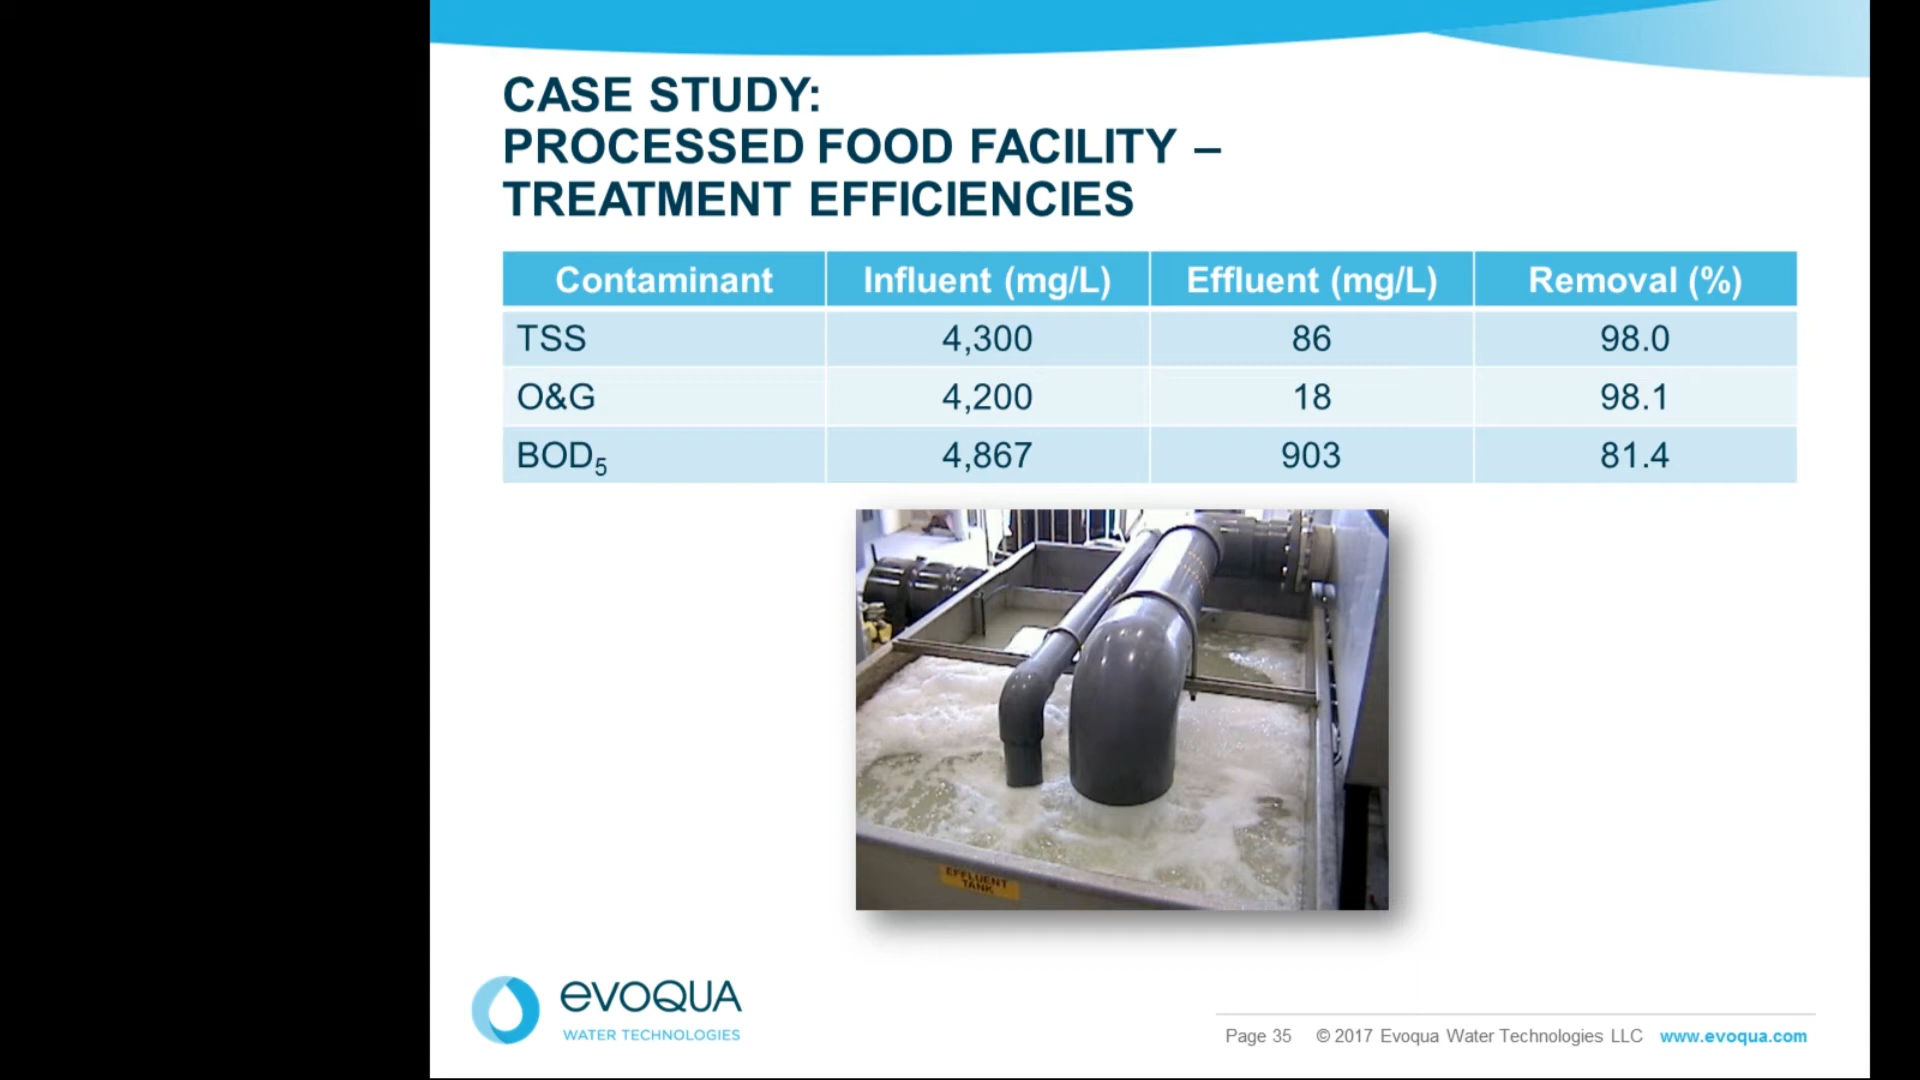 CASE STUDY:
PROCESSED FOOD FACILITY –
TREATMENT EFFICIENCIES
Contaminant Influent (mg/L) Effluent (mg/L) Removal (%)
TSS 4,300 86 98.0
O&G 4,200 18 98.1
BOD₅ 4,867 903 81.4
EFFLUENT
TANK
evoqua
WATER TECHNOLOGIES
Page 35 © 2017 Evoqua Water Technologies LLC www.evoqua.com